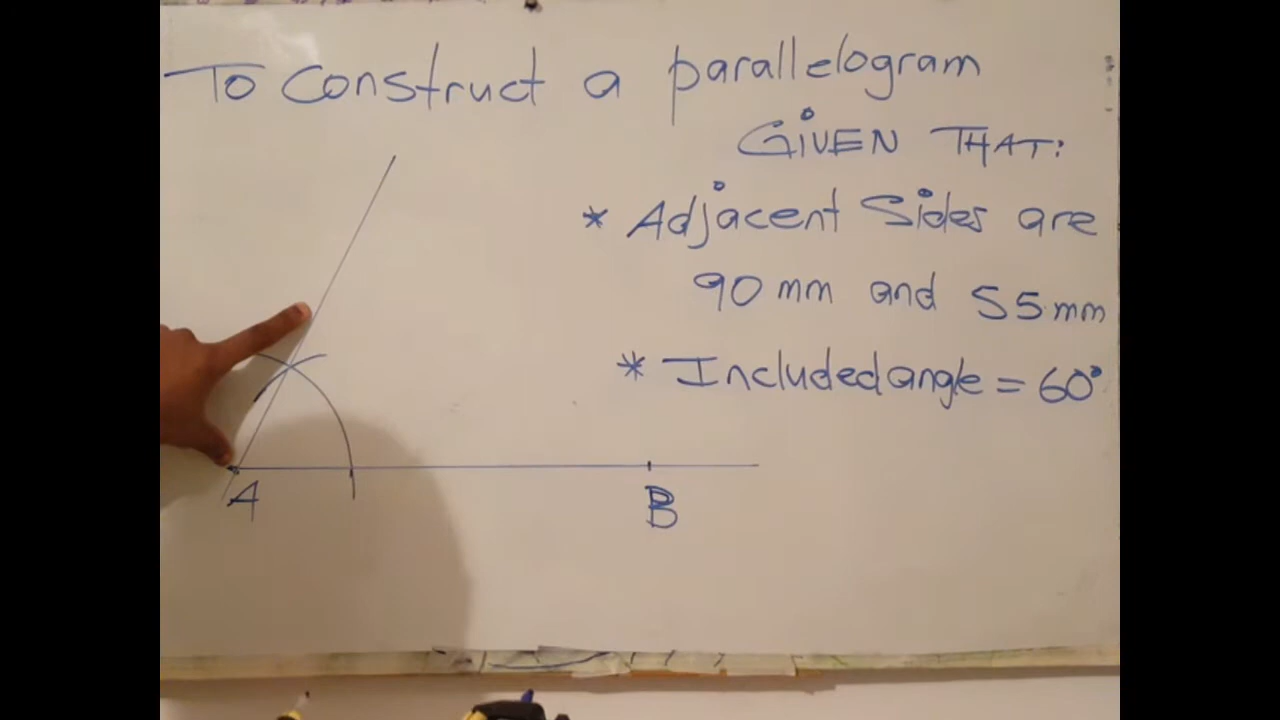 To construct a parallelogram
GIVEN THAT:
* Adjacent Sides are
90 mm and 55 mm
* Included angle = 60°
A
B